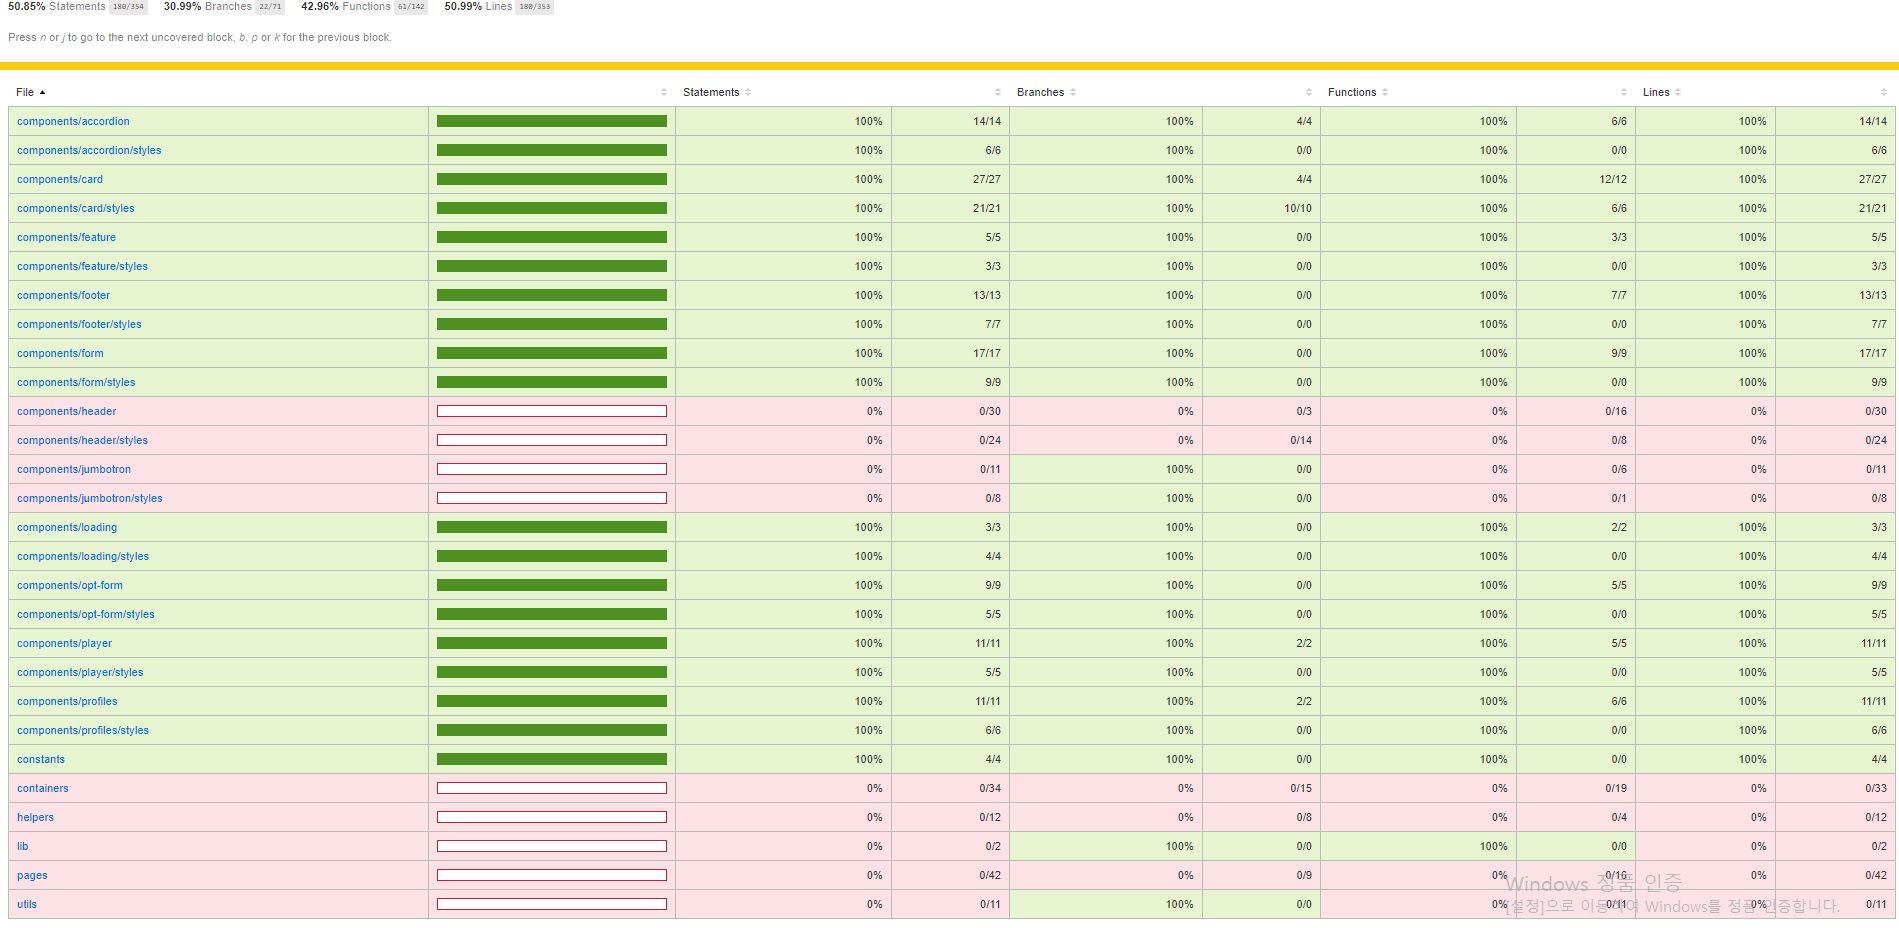 50.85% Statements 180/354 30.99% Branches 22/71 42.96% Functions 61/142 50.99% Lines 180/353
Press n or j to go to the next uncovered block, b, p or k for the previous block.
File Statements Branches Functions Lines
components/accordion 100% 14/14 100% 4/4 100% 6/6 100% 14/14
components/accordion/styles 100% 6/6 100% 0/0 100% 0/0 100% 6/6
components/card 100% 27/27 100% 4/4 100% 12/12 100% 27/27
components/card/styles 100% 21/21 100% 10/10 100% 6/6 100% 21/21
components/feature 100% 5/5 100% 0/0 100% 3/3 100% 5/5
components/feature/styles 100% 3/3 100% 0/0 100% 0/0 100% 3/3
components/footer 100% 13/13 100% 0/0 100% 7/7 100% 13/13
components/footer/styles 100% 7/7 100% 0/0 100% 0/0 100% 7/7
components/form 100% 17/17 100% 0/0 100% 9/9 100% 17/17
components/form/styles 100% 9/9 100% 0/0 100% 0/0 100% 9/9
components/header 0% 0/30 0% 0/3 0% 0/16 0% 0/30
components/header/styles 0% 0/24 0% 0/14 0% 0/8 0% 0/24
components/jumbotron 0% 0/11 100% 0/0 0% 0/6 0% 0/11
components/jumbotron/styles 0% 0/8 100% 0/0 0% 0/1 0% 0/8
components/loading 100% 3/3 100% 0/0 100% 2/2 100% 3/3
components/loading/styles 100% 4/4 100% 0/0 100% 0/0 100% 4/4
components/opt-form 100% 9/9 100% 0/0 100% 5/5 100% 9/9
components/opt-form/styles 100% 5/5 100% 0/0 100% 0/0 100% 5/5
components/player 100% 11/11 100% 2/2 100% 5/5 100% 11/11
components/player/styles 100% 5/5 100% 0/0 100% 0/0 100% 5/5
components/profiles 100% 11/11 100% 2/2 100% 6/6 100% 11/11
components/profiles/styles 100% 6/6 100% 0/0 100% 0/0 100% 6/6
constants 100% 4/4 100% 0/0 100% 0/0 100% 4/4
containers 0% 0/34 0% 0/15 0% 0/19 0% 0/33
helpers 0% 0/12 0% 0/8 0% 0/4 0% 0/12
lib 0% 0/2 100% 0/0 100% 0/0 0% 0/2
pages 0% 0/42 0% 0/9 0% 0/16 0% 0/42
Windows 정품 인증
utils 0% 0/11 100% 0/0 0% 0/11 0% 0/11
[설정]으로 이동하여 Windows를 정품 인증합니다.